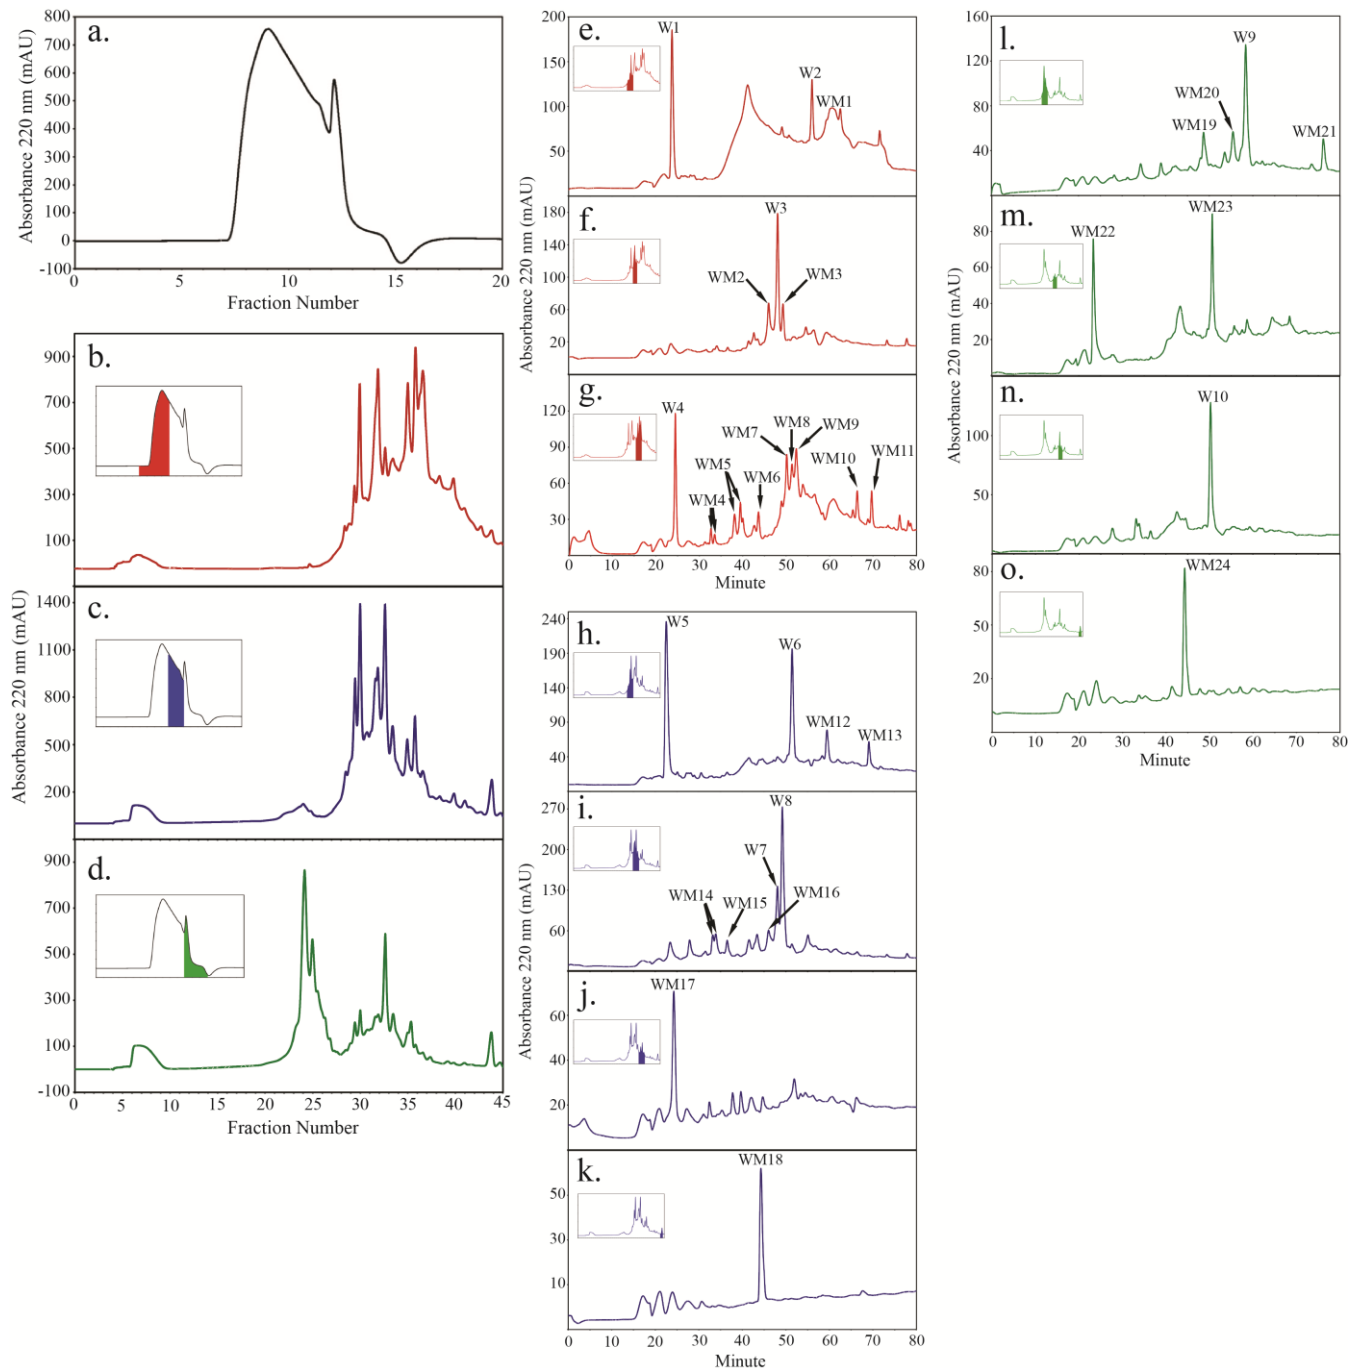 a.
Absorbance 220 nm (mAU)
800
700
600
500
400
300
200
100
0
-100
0 5 10 15 20
Fraction Number
b.
900
700
500
300
100
c.
Absorbance 220 nm (mAU)
1400
1100
800
500
200
d.
900
700
500
300
100
-100
0 5 10 15 20 25 30 35 40 45
Fraction Number
e.
Absorbance 220 nm (mAU)
200
150
100
50
W1
W2
WM1
f.
180
140
100
60
20
W3
WM2
WM3
g.
120
90
60
30
W4
WM4
WM5
WM6
WM7
WM8
WM9
WM10
WM11
0 10 20 30 40 50 60 70 80
Minute
h.
Absorbance 220 nm (mAU)
240
190
140
90
40
W5
W6
WM12
WM13
i.
270
200
130
60
W8
W7
WM14
WM15
WM16
j.
60
40
20
WM17
k.
50
30
10
WM18
0 10 20 30 40 50 60 70 80
Minute
l.
Absorbance 220 nm (mAU)
160
120
80
40
W9
WM20
WM19
WM21
m.
80
60
40
20
WM22
WM23
n.
100
50
W10
o.
80
50
20
WM24
0 10 20 30 40 50 60 70 80
Minute